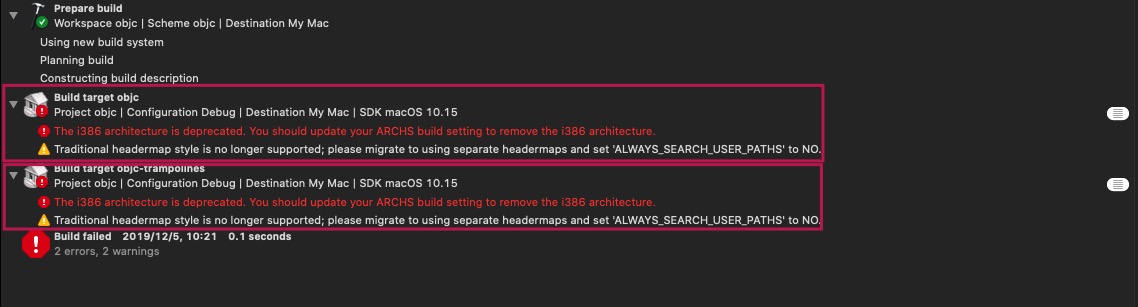 Prepare build
Workspace objc | Scheme objc | Destination My Mac
Using new build system
Planning build
Constructing build description
Build target objc
Project objc | Configuration Debug | Destination My Mac | SDK macOS 10.15
The i386 architecture is deprecated. You should update your ARCHS build setting to remove the i386 architecture.
Traditional headermap style is no longer supported; please migrate to using separate headermaps and set 'ALWAYS_SEARCH_USER_PATHS' to NO.
Build target objc-trampolines
Project objc | Configuration Debug | Destination My Mac | SDK macOS 10.15
The i386 architecture is deprecated. You should update your ARCHS build setting to remove the i386 architecture.
Traditional headermap style is no longer supported; please migrate to using separate headermaps and set 'ALWAYS_SEARCH_USER_PATHS' to NO.
Build failed 2019/12/5, 10:21 0.1 seconds
2 errors, 2 warnings